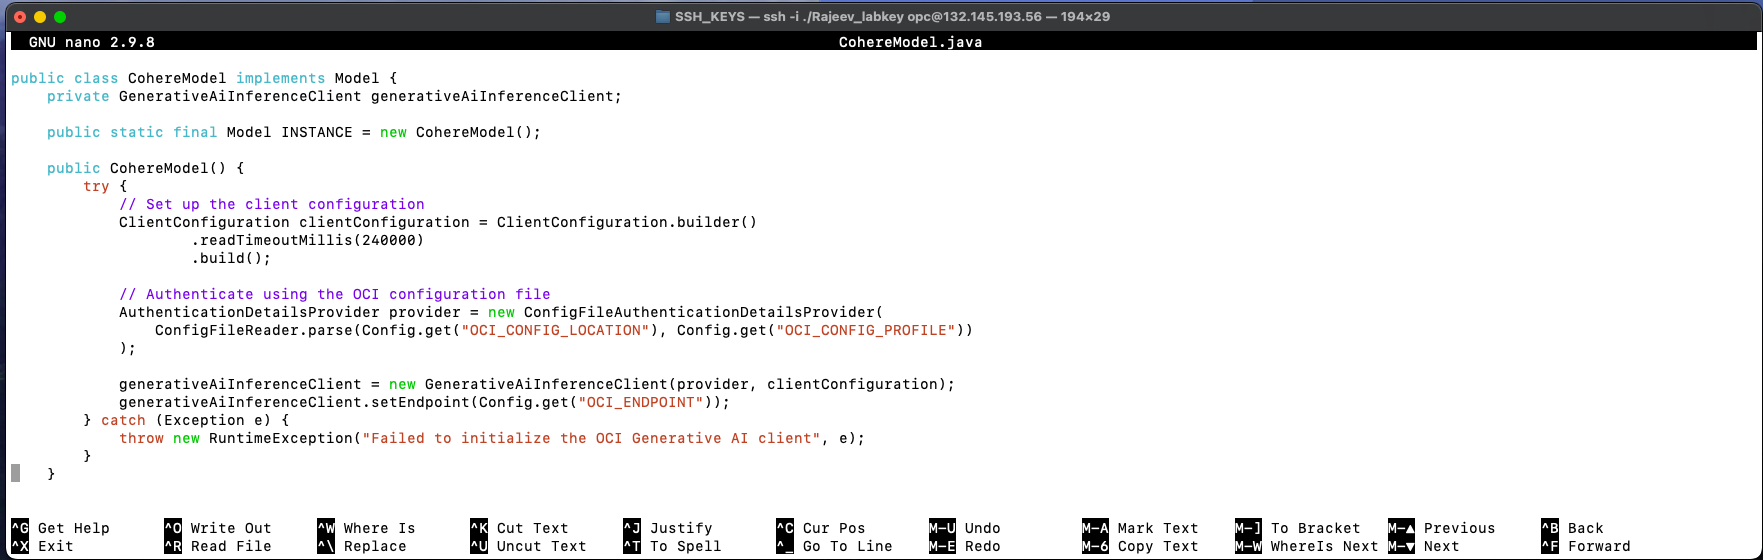 SSH_KEYS — ssh -i ./Rajeev_labkey opc@132.145.193.56 — 194×29
GNU nano 2.9.8 CohereModel.java
public class CohereModel implements Model {
    private GenerativeAiInferenceClient generativeAiInferenceClient;
    public static final Model INSTANCE = new CohereModel();
    public CohereModel() {
        try {
            // Set up the client configuration
            ClientConfiguration clientConfiguration = ClientConfiguration.builder()
                    .readTimeoutMillis(240000)
                    .build();
            // Authenticate using the OCI configuration file
            AuthenticationDetailsProvider provider = new ConfigFileAuthenticationDetailsProvider(
                ConfigFileReader.parse(Config.get("OCI_CONFIG_LOCATION"), Config.get("OCI_CONFIG_PROFILE"))
            );
            generativeAiInferenceClient = new GenerativeAiInferenceClient(provider, clientConfiguration);
            generativeAiInferenceClient.setEndpoint(Config.get("OCI_ENDPOINT"));
        } catch (Exception e) {
            throw new RuntimeException("Failed to initialize the OCI Generative AI client", e);
        }
    }
^G Get Help ^O Write Out ^W Where Is ^K Cut Text ^J Justify ^C Cur Pos M-U Undo M-A Mark Text M-] To Bracket M-▲ Previous ^B Back
^X Exit ^R Read File ^\ Replace ^U Uncut Text ^T To Spell ^_ Go To Line M-E Redo M-6 Copy Text M-W WhereIs Next M-▼ Next ^F Forward